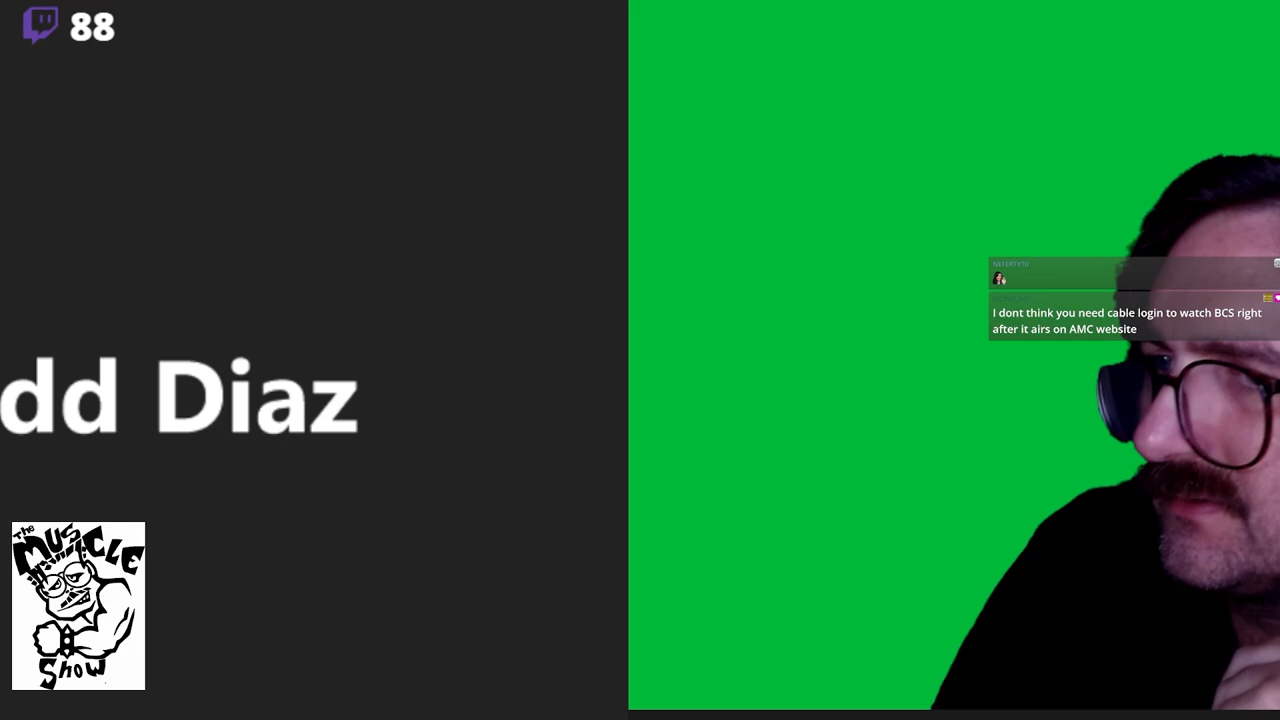 88
NEFERTYTII
I dont think you need cable login to watch BCS right
after it airs on AMC website
dd Diaz
The
MUSCLE
Show